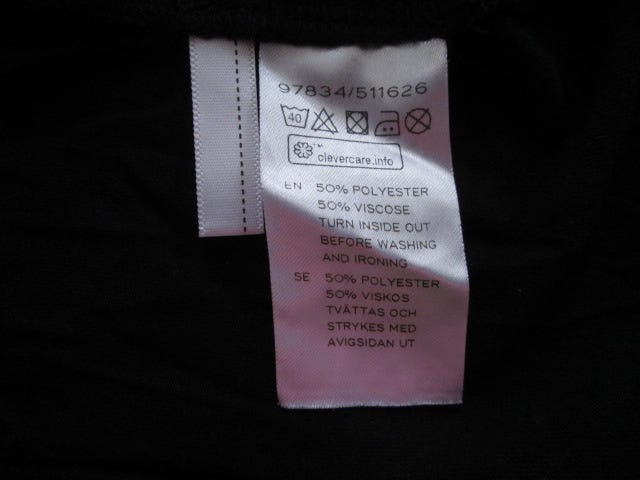 97834/511626
40
™
clevercare.info
EN 50% POLYESTER
50% VISCOSE
TURN INSIDE OUT
BEFORE WASHING
AND IRONING
SE 50% POLYESTER
50% VISKOS
TVÄTTAS OCH
STRYKES MED
AVIGSIDAN UT